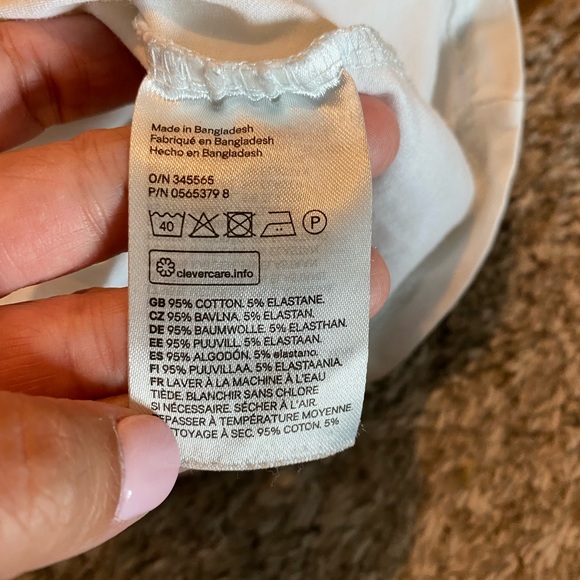 Made in Bangladesh
Fabriqué en Bangladesh
Hecho en Bangladesh
O/N 345565
P/N 0565379 8
40
P
clevercare.info
GB 95% COTTON. 5% ELASTANE.
CZ 95% BAVLNA. 5% ELASTAN.
DE 95% BAUMWOLLE. 5% ELASTHAN.
EE 95% PUUVILL. 5% ELASTAAN.
ES 95% ALGODÓN. 5% elastano.
FI 95% PUUVILLAA. 5% ELASTAANIA.
FR LAVER À LA MACHINE À L'EAU
TIÈDE. BLANCHIR SANS CHLORE
SI NÉCESSAIRE. SÉCHER À L'AIR.
REPASSER À TEMPÉRATURE MOYENNE.
NETTOYAGE À SEC. 95% COTON. 5%